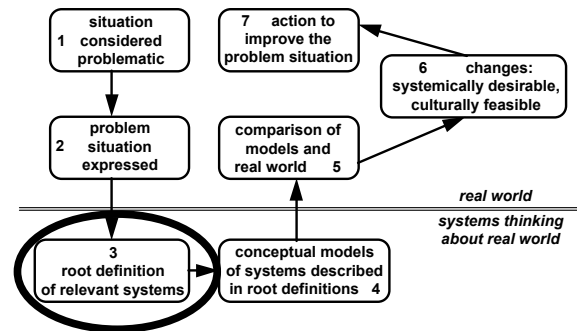 situation
1 considered
problematic
problem
2 situation
expressed
3
root definition
of relevant systems
conceptual models
of systems described
in root definitions 4
comparison of
models and
real world 5
6 changes:
systemically desirable,
culturally feasible
7 action to
improve the
problem situation
real world
systems thinking
about real world